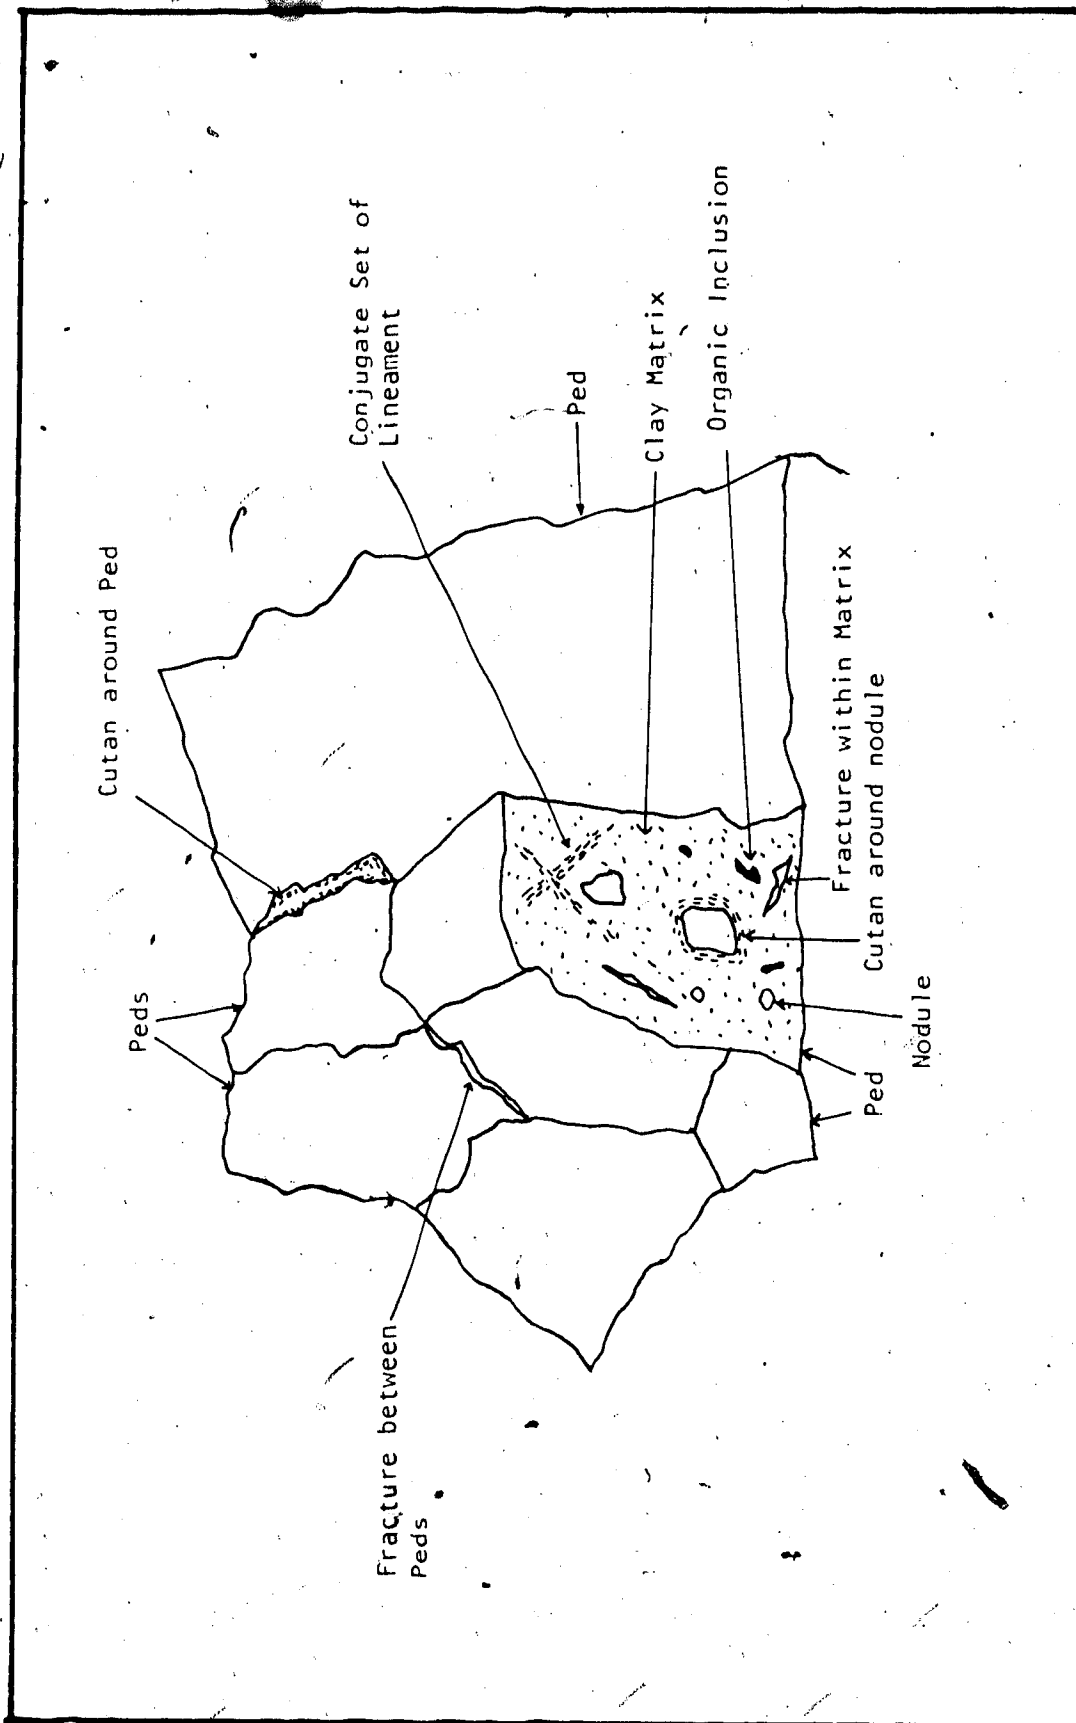 Cutan around Ped
Peds
Conjugate Set of
Lineament
Fracture between
Peds
Ped
Clay Matrix
Organic Inclusion
Fracture within Matrix
Cutan around nodule
Ped
Nodule